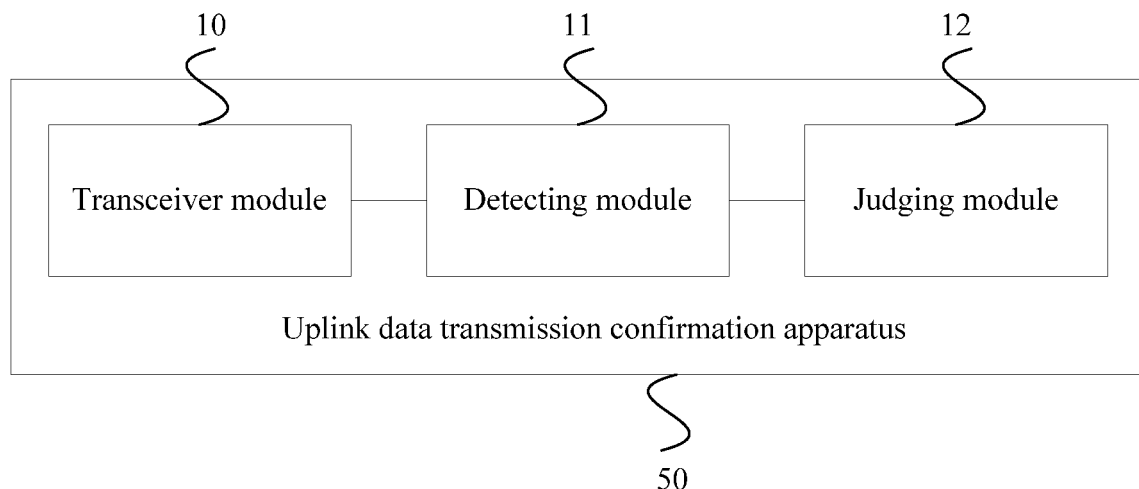 10 11 12
Transceiver module Detecting module Judging module
Uplink data transmission confirmation apparatus
50